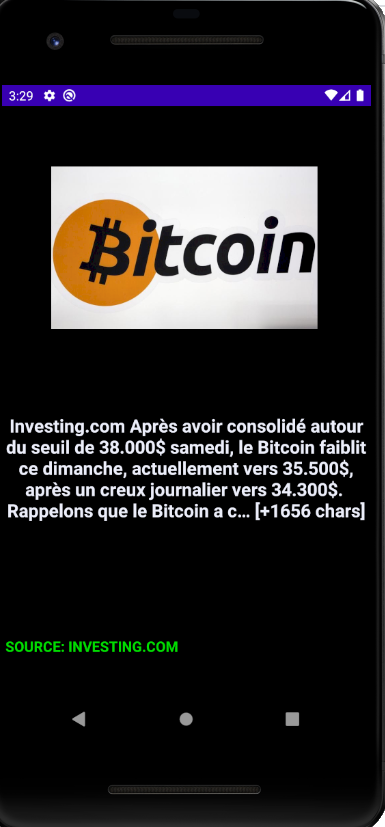 3:29
Bitcoin
Investing.com Après avoir consolidé autour
du seuil de 38.000$ samedi, le Bitcoin faiblit
ce dimanche, actuellement vers 35.500$,
après un creux journalier vers 34.300$.
Rappelons que le Bitcoin a c… [+1656 chars]
SOURCE: INVESTING.COM